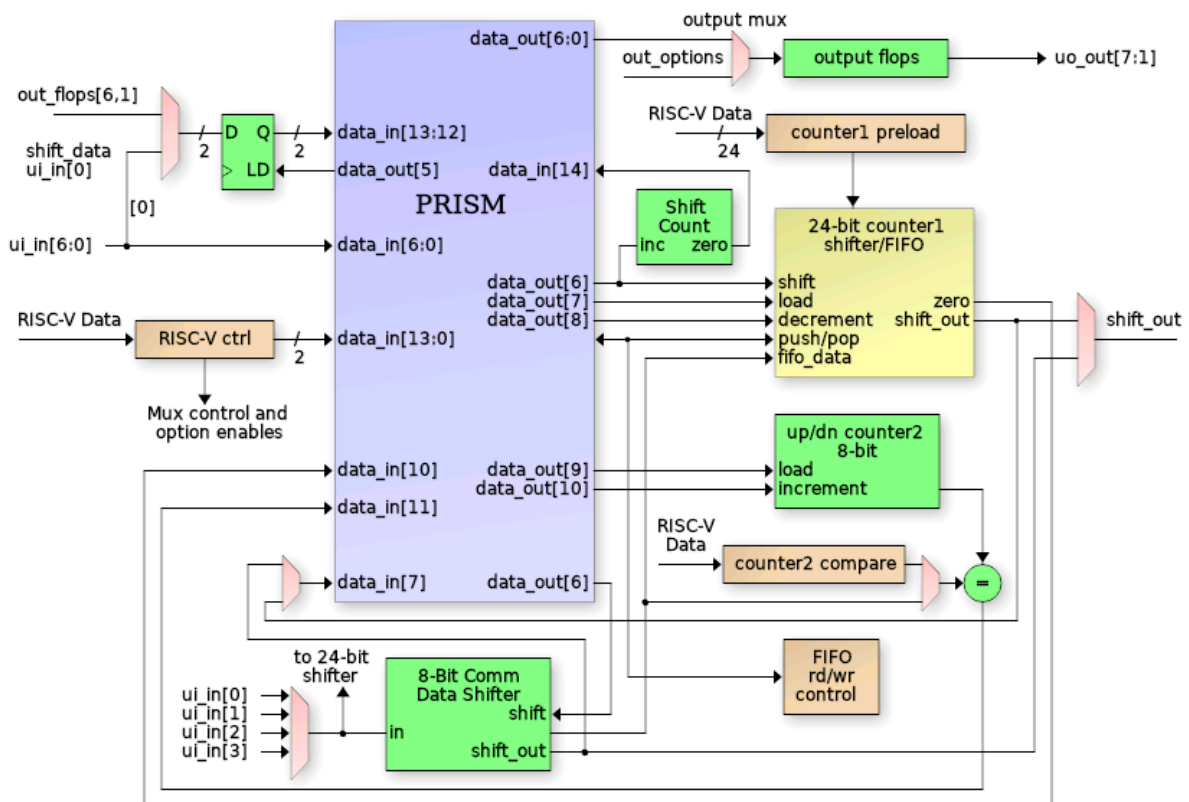 output mux
data_out[6:0]
out_options
output flops
uo_out[7:1]
out_flops[6,1]
shift_data
ui_in[0]
2
D Q
LD
2
[0]
ui_in[6:0]
data_in[13:12]
data_out[5]
PRISM
data_in[6:0]
data_in[14]
RISC-V Data
24
counter1 preload
Shift
Count
inc zero
24-bit counter1
shifter/FIFO
data_out[6]
data_out[7]
data_out[8]
shift
load
decrement
push/pop
fifo_data
zero
shift_out
shift_out
RISC-V Data
RISC-V ctrl
2
data_in[13:0]
Mux control and
option enables
data_in[10]
data_in[11]
data_out[9]
data_out[10]
up/dn counter2
8-bit
load
increment
RISC-V
Data
counter2 compare
=
data_in[7]
data_out[6]
to 24-bit
shifter
ui_in[0]
ui_in[1]
ui_in[2]
ui_in[3]
8-Bit Comm
Data Shifter
shift
in
shift_out
FIFO
rd/wr
control